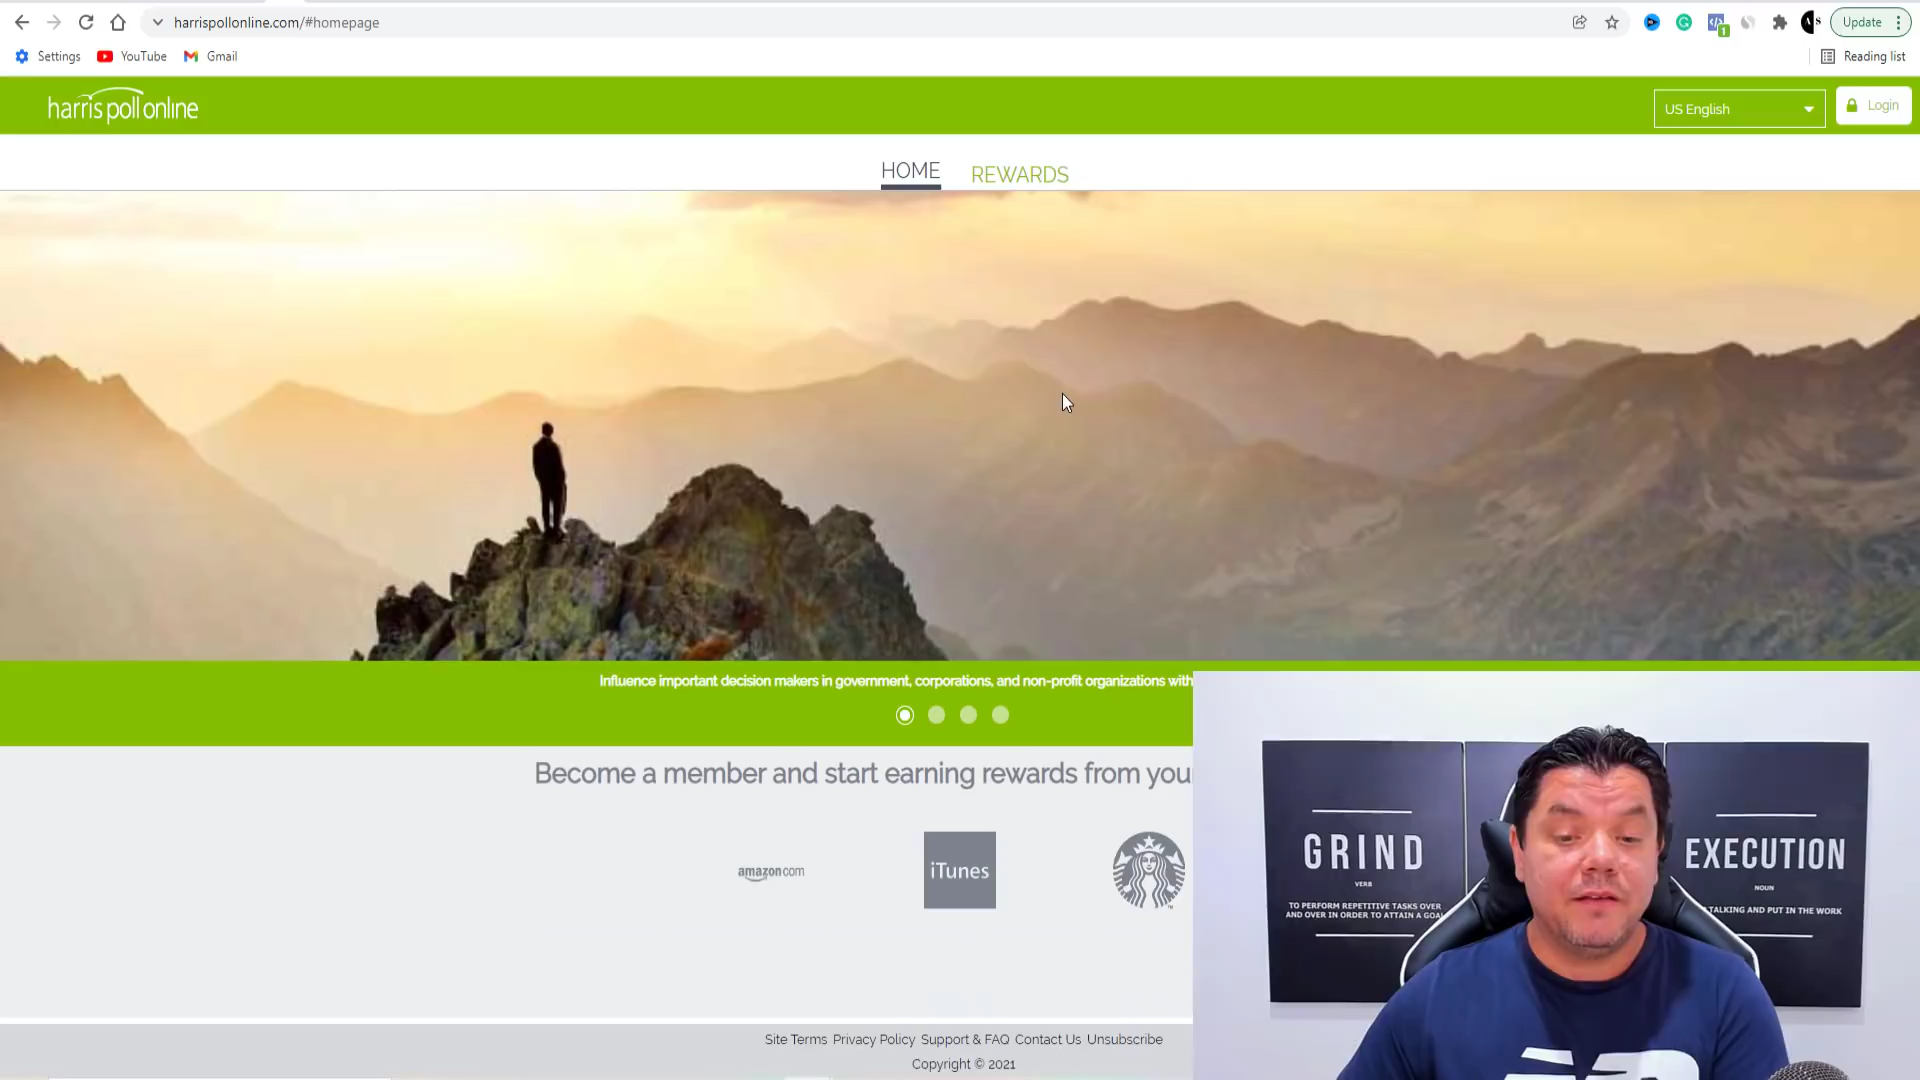 harrispollonline.com/#homepage
Update
Settings YouTube Gmail
Reading list
harris poll online
US English
Login
HOME REWARDS
Influence important decision makers in government, corporations, and non-profit organizations with
Become a member and start earning rewards from you
amazon.com
iTunes
GRIND
VERB
TO PERFORM REPETITIVE TASKS OVER
AND OVER IN ORDER TO ATTAIN A GOAL
EXECUTION
NOUN
TALKING AND PUT IN THE WORK
Site Terms Privacy Policy Support & FAQ Contact Us Unsubscribe
Copyright © 2021